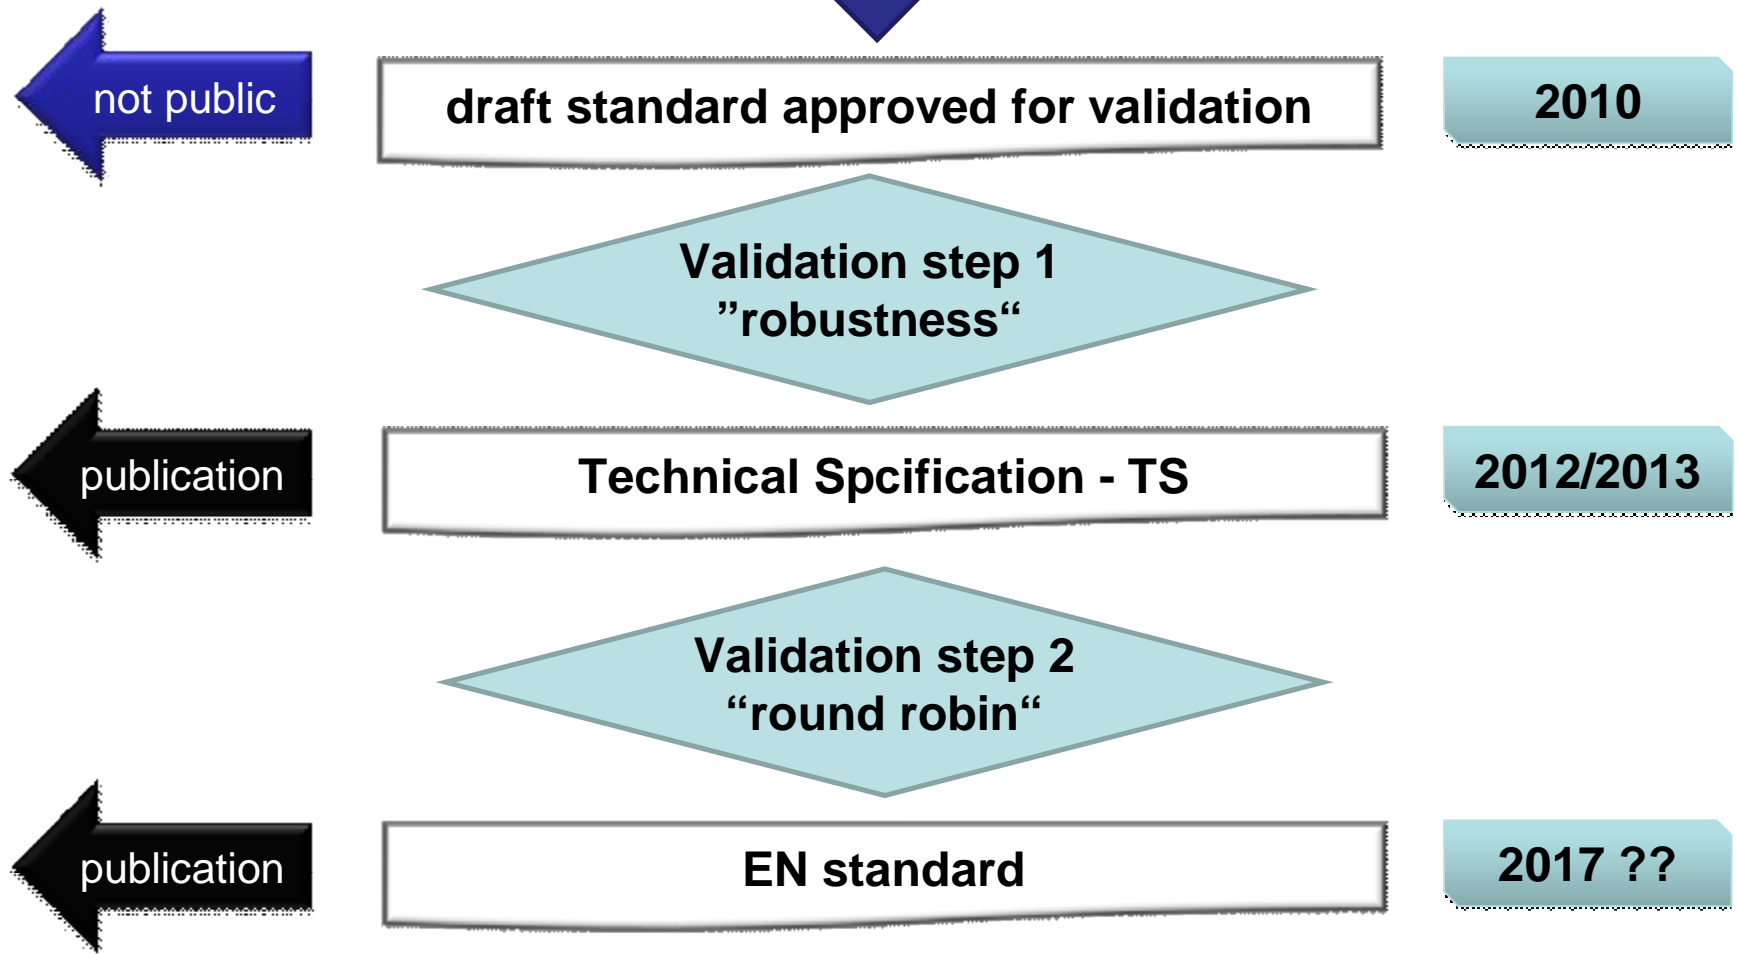 not public
draft standard approved for validation
2010
Validation step 1
”robustness“
publication
Technical Spcification - TS
2012/2013
Validation step 2
“round robin“
publication
EN standard
2017 ??